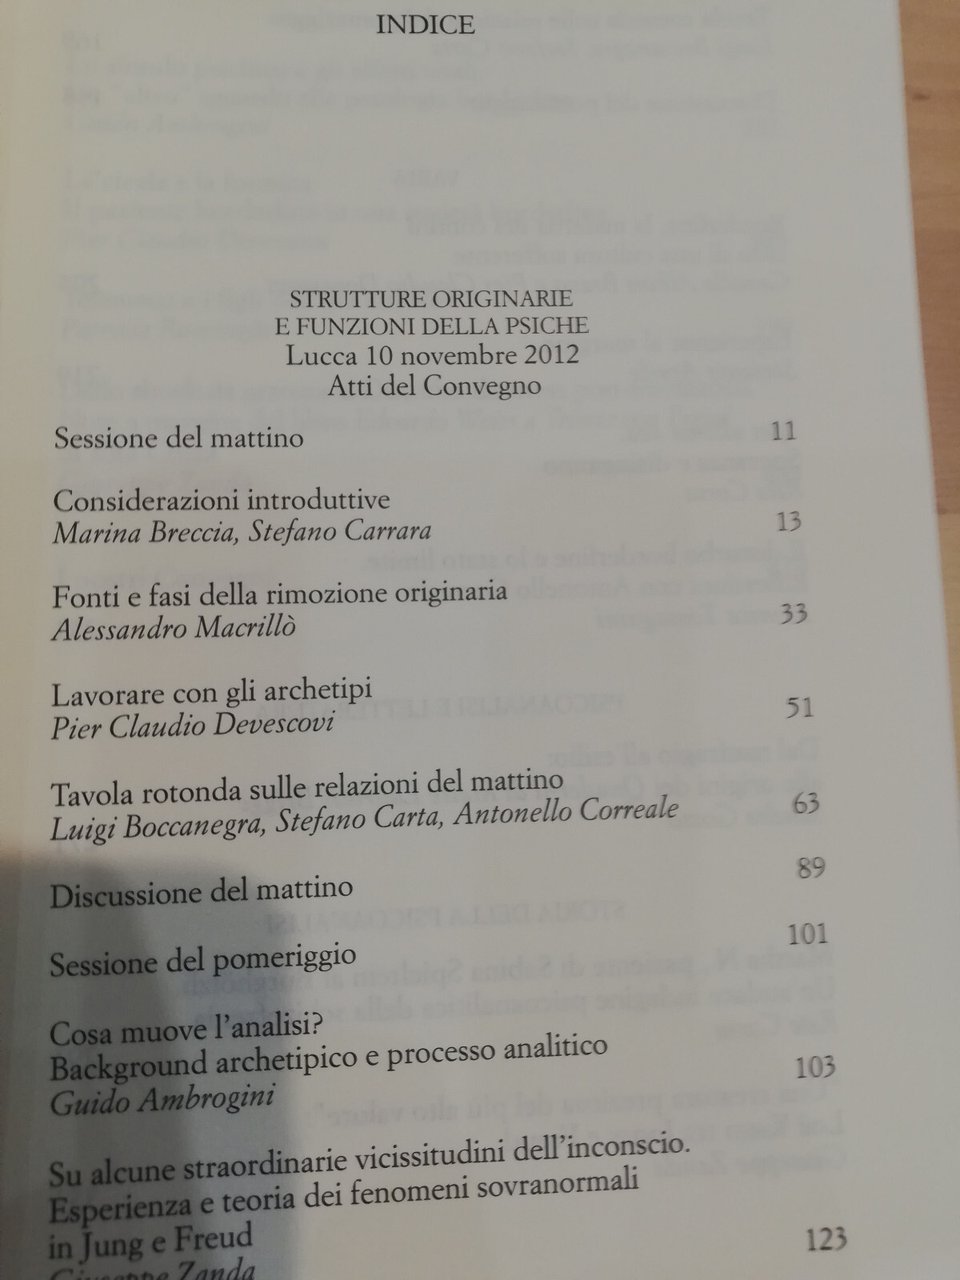 INDICE
STRUTTURE ORIGINARIE
E FUNZIONI DELLA PSICHE
Lucca 10 novembre 2012
Atti del Convegno
Sessione del mattino 11
Considerazioni introduttive
Marina Breccia, Stefano Carrara 13
Fonti e fasi della rimozione originaria
Alessandro Macrillò 33
Lavorare con gli archetipi
Pier Claudio Devescovi 51
Tavola rotonda sulle relazioni del mattino
Luigi Boccanegra, Stefano Carta, Antonello Correale 63
Discussione del mattino 89
Sessione del pomeriggio 101
Cosa muove l'analisi?
Background archetipico e processo analitico
Guido Ambrogini 103
Su alcune straordinarie vicissitudini dell'inconscio.
Esperienza e teoria dei fenomeni sovranormali
in Jung e Freud
Giuseppe Zanda 123